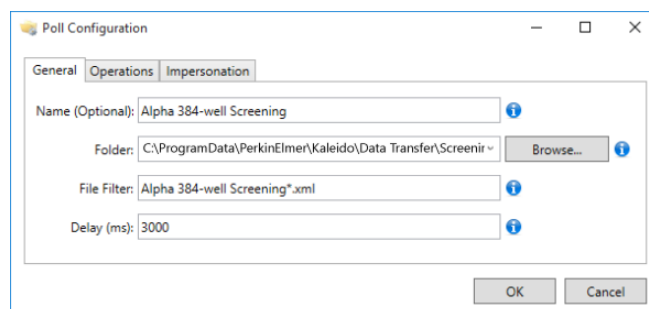 Poll Configuration
General Operations Impersonation
Name (Optional): Alpha 384-well Screening
Folder: C:\ProgramData\PerkinElmer\Kaleido\Data Transfer\Screenir Browse...
File Filter: Alpha 384-well Screening*.xml
Delay (ms): 3000
OK Cancel